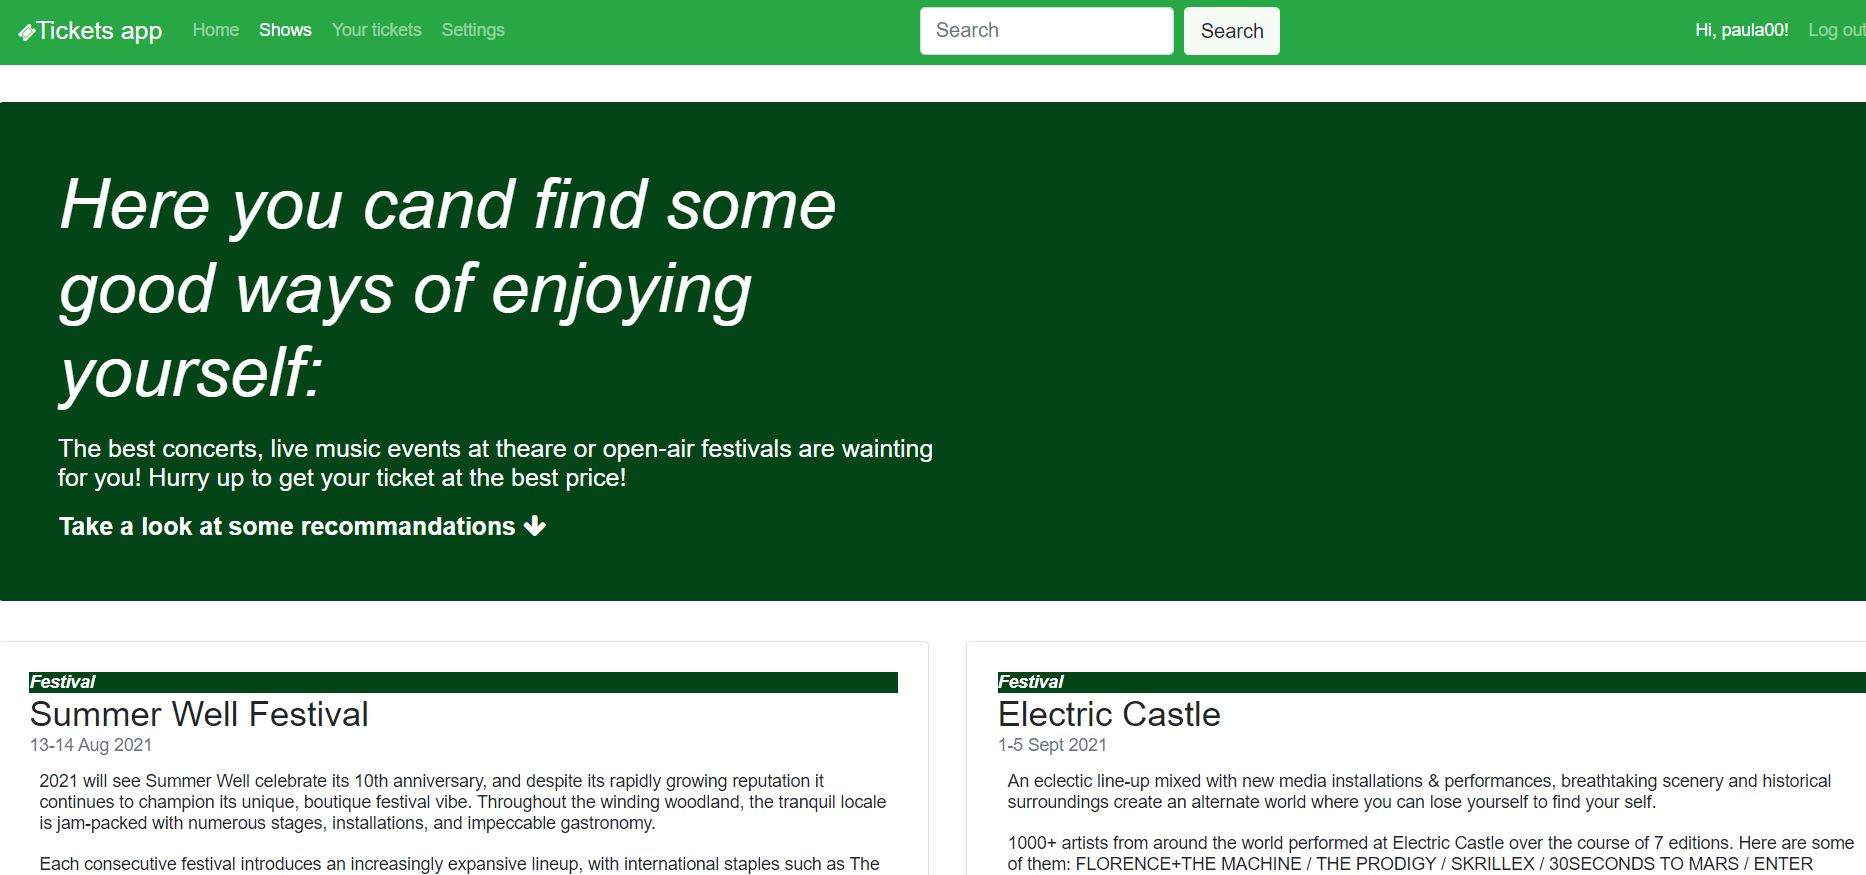 Tickets app Home Shows Your tickets Settings Search Search Hi, paula00! Log out
Here you cand find some
good ways of enjoying
yourself:
The best concerts, live music events at theare or open-air festivals are wainting
for you! Hurry up to get your ticket at the best price!
Take a look at some recommandations
Festival
Summer Well Festival
13-14 Aug 2021
2021 will see Summer Well celebrate its 10th anniversary, and despite its rapidly growing reputation it
continues to champion its unique, boutique festival vibe. Throughout the winding woodland, the tranquil locale
is jam-packed with numerous stages, installations, and impeccable gastronomy.
Each consecutive festival introduces an increasingly expansive lineup, with international staples such as The
Festival
Electric Castle
1-5 Sept 2021
An eclectic line-up mixed with new media installations & performances, breathtaking scenery and historical
surroundings create an alternate world where you can lose yourself to find your self.
1000+ artists from around the world performed at Electric Castle over the course of 7 editions. Here are some
of them: FLORENCE+THE MACHINE / THE PRODIGY / SKRILLEX / 30SECONDS TO MARS / ENTER